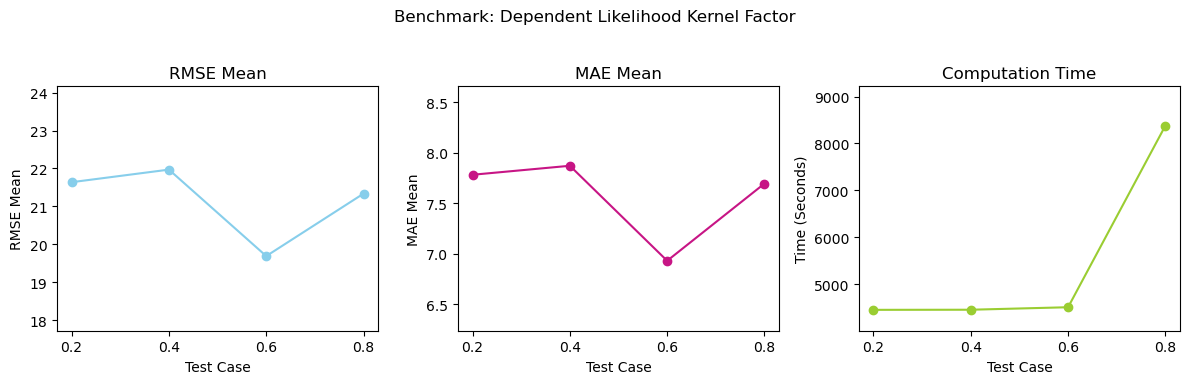 Benchmark: Dependent Likelihood Kernel Factor
RMSE Mean
24
23
22
21
20
19
18
RMSE Mean
0.2 0.4 0.6 0.8
Test Case
MAE Mean
8.5
8.0
7.5
7.0
6.5
MAE Mean
0.2 0.4 0.6 0.8
Test Case
Computation Time
9000
8000
7000
6000
5000
Time (Seconds)
0.2 0.4 0.6 0.8
Test Case